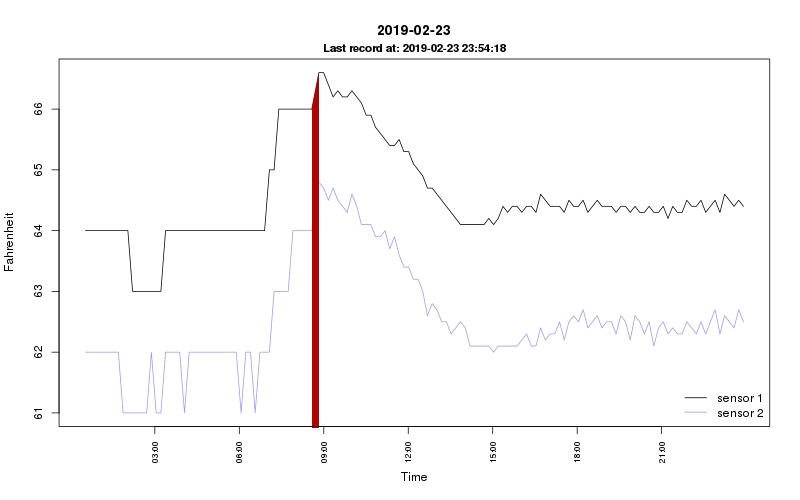 2019-02-23
Last record at: 2019-02-23 23:54:18
Fahrenheit
66
65
64
63
62
61
03:00
06:00
09:00
12:00
15:00
18:00
21:00
Time
sensor 1
sensor 2